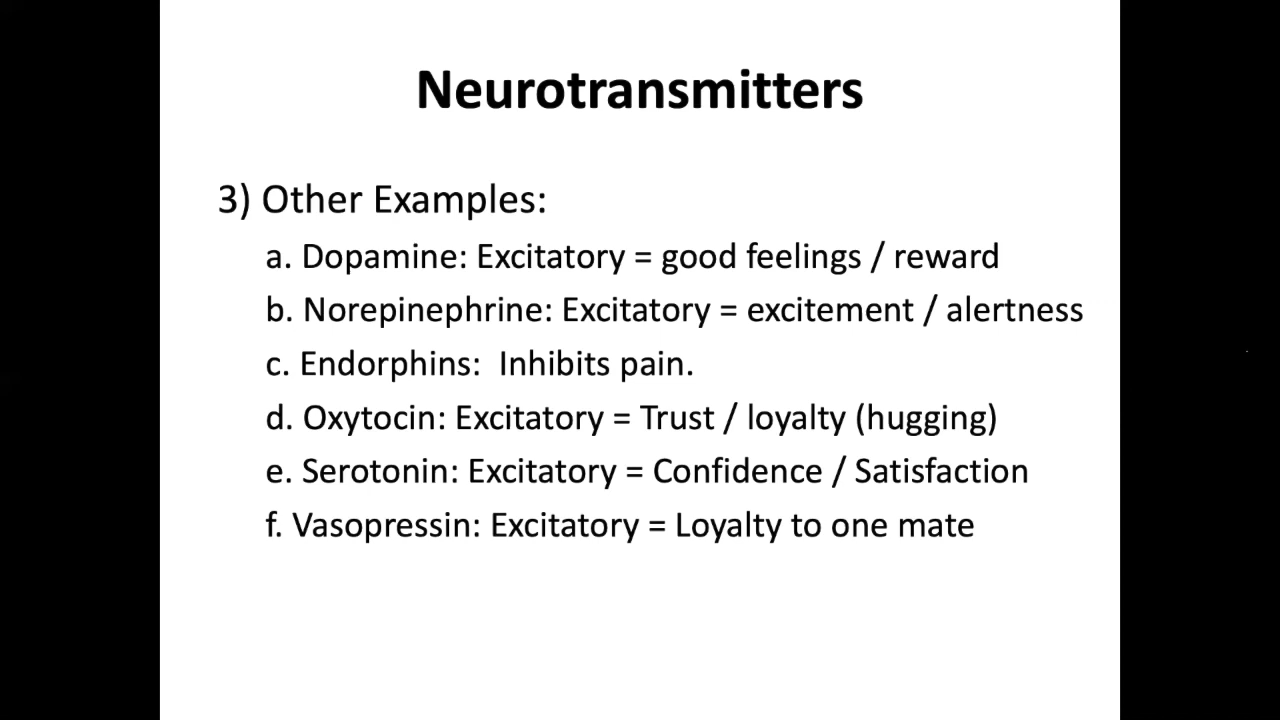 Neurotransmitters
3) Other Examples:
a. Dopamine: Excitatory = good feelings / reward
b. Norepinephrine: Excitatory = excitement / alertness
c. Endorphins:  Inhibits pain.
d. Oxytocin: Excitatory = Trust / loyalty (hugging)
e. Serotonin: Excitatory = Confidence / Satisfaction
f. Vasopressin: Excitatory = Loyalty to one mate